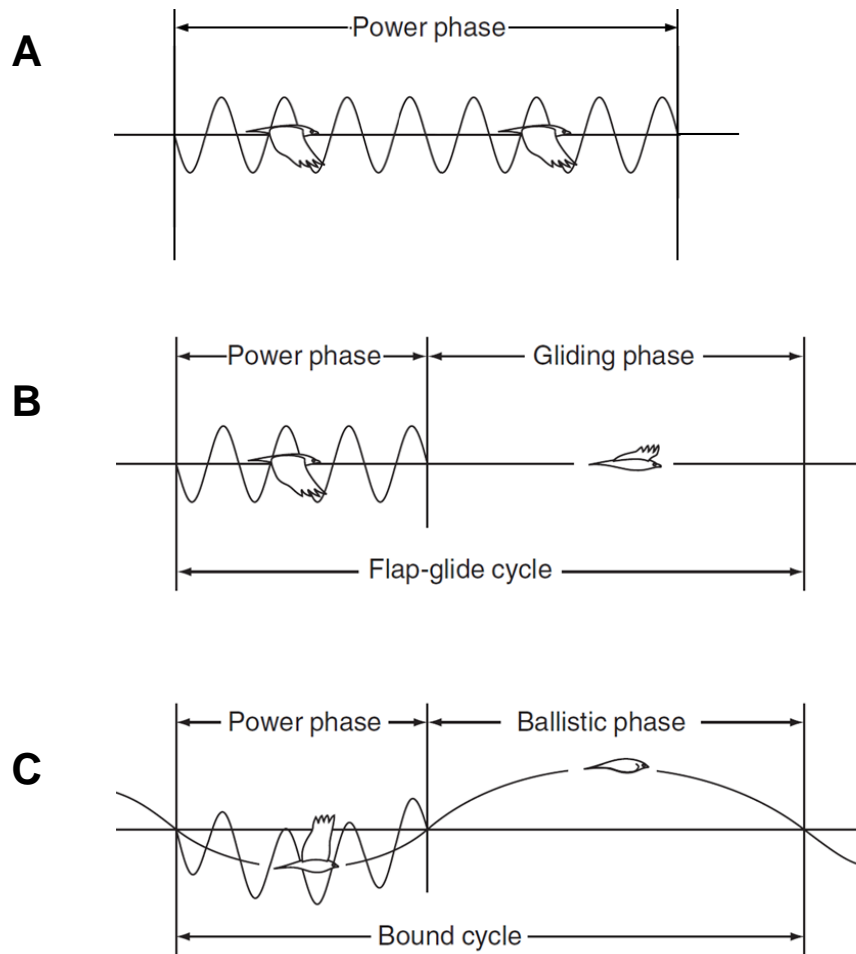 A
Power phase
B
Power phase Gliding phase
Flap-glide cycle
C
Power phase Ballistic phase
Bound cycle